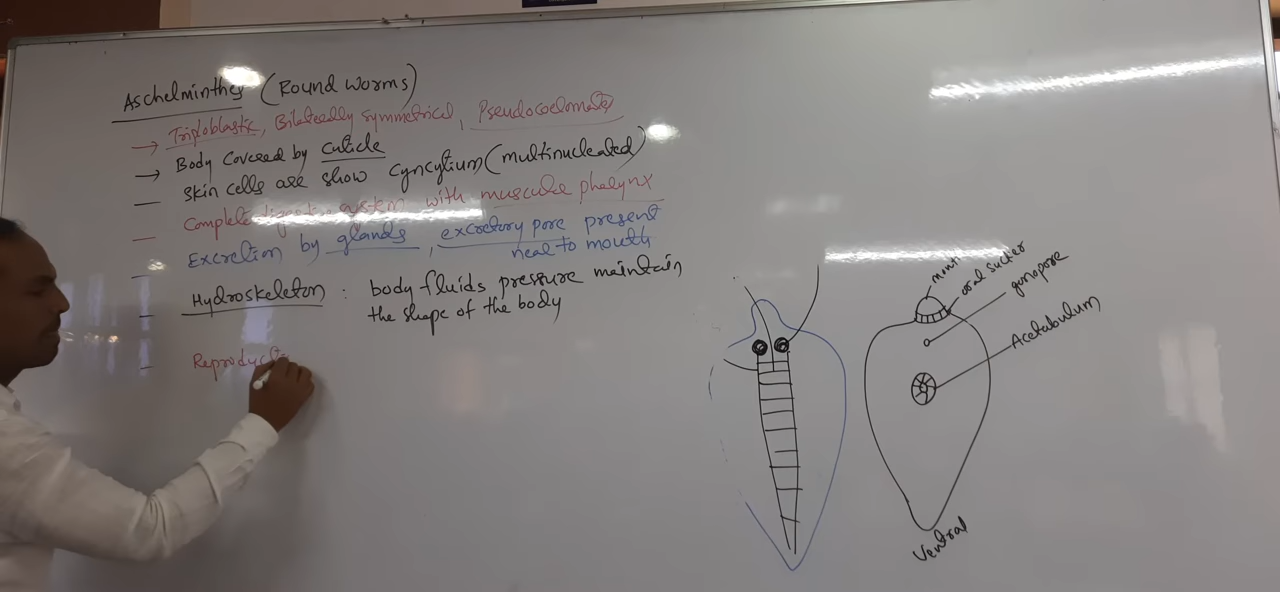 Aschelminthes (Round worms)
→ Triploblastic, Bilaterally symmetrical, Pseudocoelomate
→ Body covered by cuticle
— Skin cells are show cyncytium (multinucleated)
— Complete digestive system with muscular pharynx
— Excretion by glands, excretory pore present
near to mouth
— Hydroskeleton : body fluids pressure maintain
the shape of the body
— Reproducti
mouth
oral sucker
gonopore
Acetabulum
Ventral